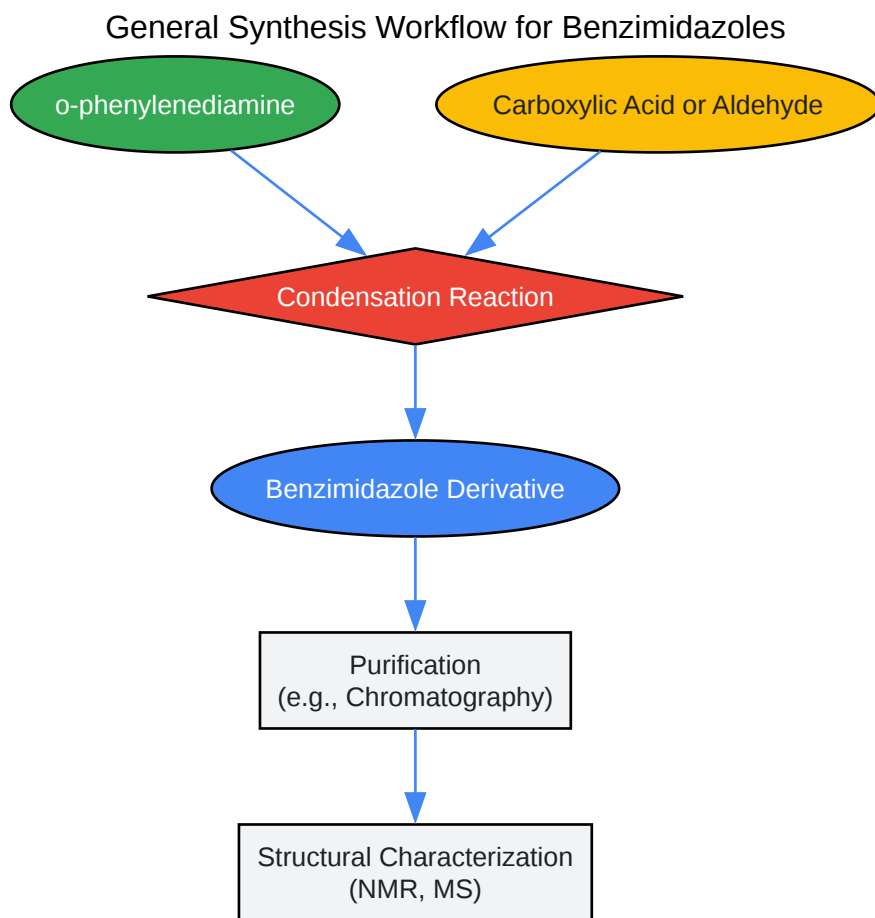 General Synthesis Workflow for Benzimidazoles
o-phenylenediamine
Carboxylic Acid or Aldehyde
Condensation Reaction
Benzimidazole Derivative
Purification
(e.g., Chromatography)
Structural Characterization
(NMR, MS)